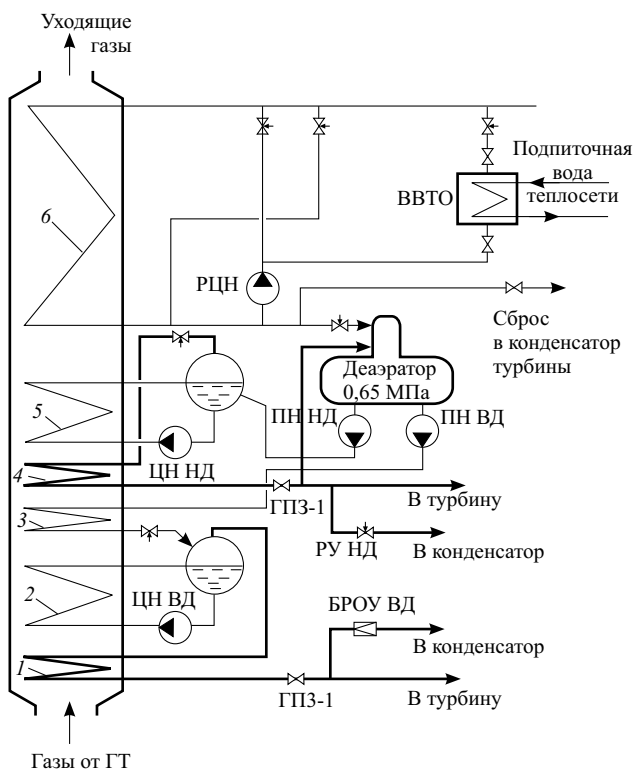 Уходящие
газы
Подпиточная
вода
теплосети
ВВТО
6
РЦН
Сброс
в конденсатор
турбины
Деаэратор
0,65 МПа
5
ПН НД
ПН ВД
ЦН НД
4
ГПЗ-1
В турбину
3
РУ НД
В конденсатор
2
ЦН ВД
БРОУ ВД
В конденсатор
1
ГПЗ-1
В турбину
Газы от ГТ